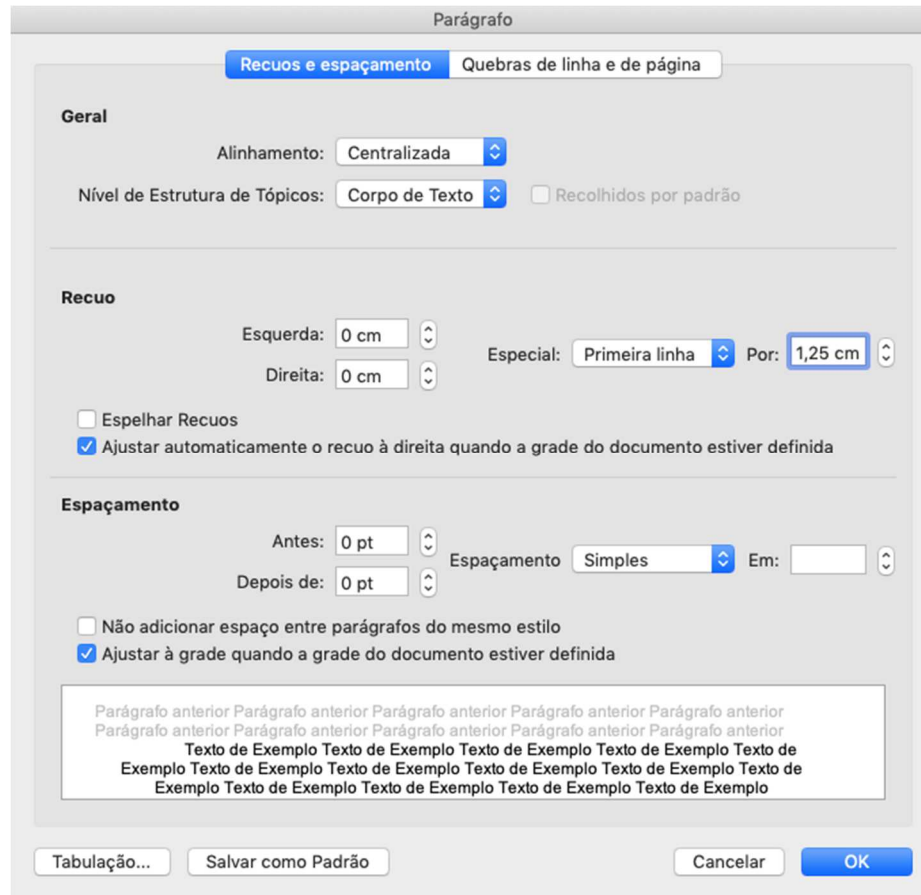 Parágrafo
Recuos e espaçamento Quebras de linha e de página
Geral
Alinhamento: Centralizada
Nível de Estrutura de Tópicos: Corpo de Texto Recolhidos por padrão
Recuo
Esquerda: 0 cm
Especial: Primeira linha Por: 1,25 cm
Direita: 0 cm
Espelhar Recuos
Ajustar automaticamente o recuo à direita quando a grade do documento estiver definida
Espaçamento
Antes: 0 pt
Espaçamento Simples Em:
Depois de: 0 pt
Não adicionar espaço entre parágrafos do mesmo estilo
Ajustar à grade quando a grade do documento estiver definida
Parágrafo anterior Parágrafo anterior Parágrafo anterior Parágrafo anterior Parágrafo anterior
Parágrafo anterior Parágrafo anterior Parágrafo anterior Parágrafo anterior Parágrafo anterior
Texto de Exemplo Texto de Exemplo Texto de Exemplo Texto de Exemplo Texto de
Exemplo Texto de Exemplo Texto de Exemplo Texto de Exemplo Texto de Exemplo Texto de
Exemplo Texto de Exemplo Texto de Exemplo Texto de Exemplo Texto de Exemplo
Tabulação... Salvar como Padrão Cancelar OK